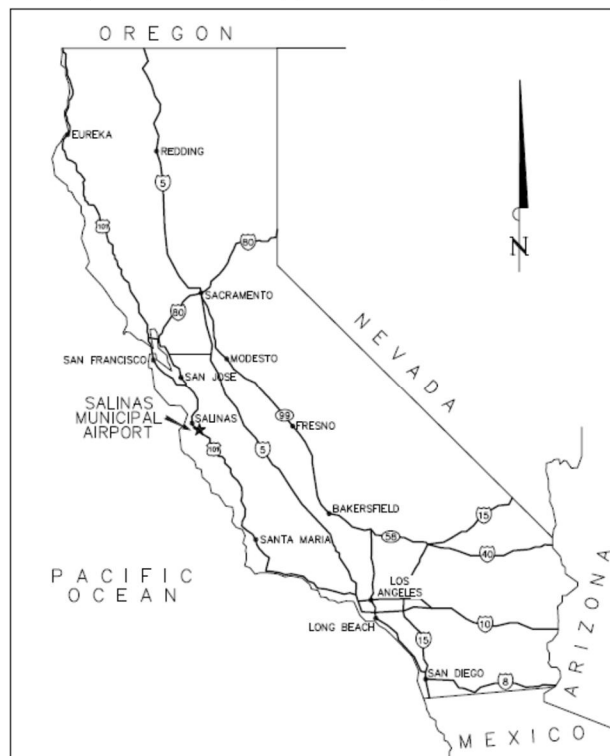 OREGON
EUREKA
REDDING
5
101
80
SACRAMENTO
80
N
NEVADA
SAN FRANCISCO
MODESTO
SAN JOSE
SALINAS
MUNICIPAL
AIRPORT
SALINAS
99
FRESNO
101
5
BAKERSFIELD
15
58
40
SANTA MARIA
PACIFIC
OCEAN
LOS
ANGELES
LONG BEACH
10
15
ARIZONA
SAN DIEGO
8
MEXICO